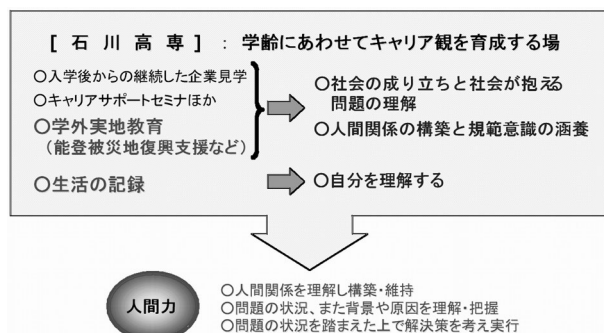 [ 石 川 高 専 ] ： 学齢にあわせてキャリア観を育成する場
○入学後からの継続した企業見学
○キャリアサポートセミナほか
○学外実地教育
（能登被災地復興支援など）
○生活の記録
○社会の成り立ちと社会が抱える
問題の理解
○人間関係の構築と規範意識の涵養
○自分を理解する
人間力
○人間関係を理解し構築・維持
○問題の状況、また背景や原因を理解・把握
○問題の状況を踏まえた上で解決策を考え実行